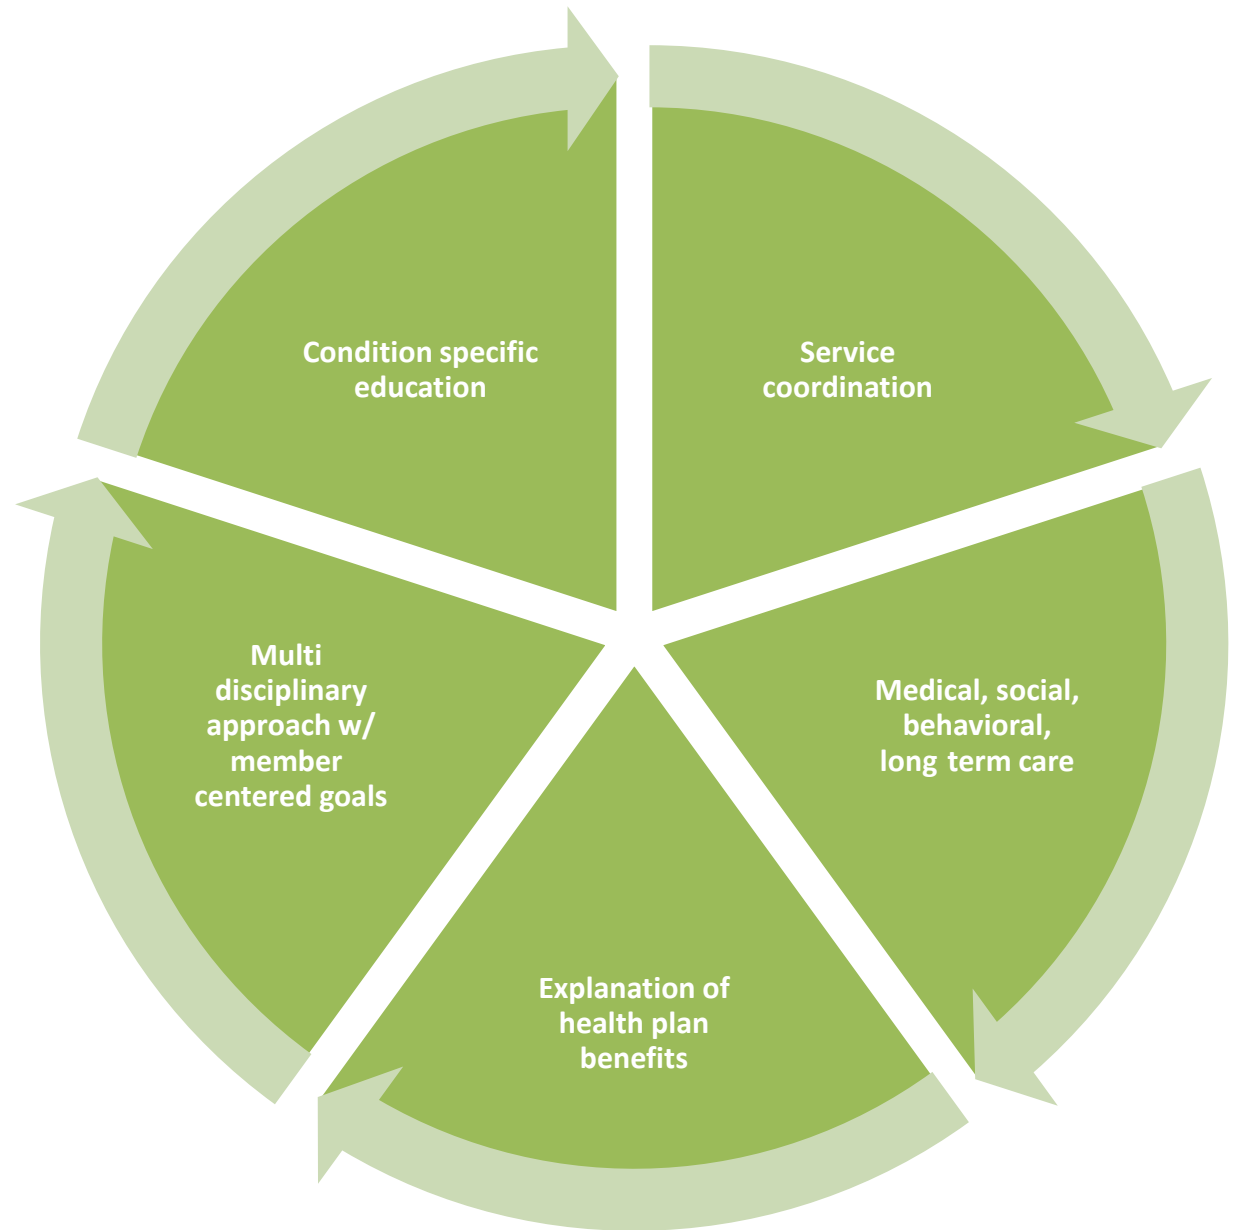 Condition specific
education
Service
coordination
Multi
disciplinary
approach w/
member
centered goals
Medical, social,
behavioral,
long term care
Explanation of
health plan
benefits